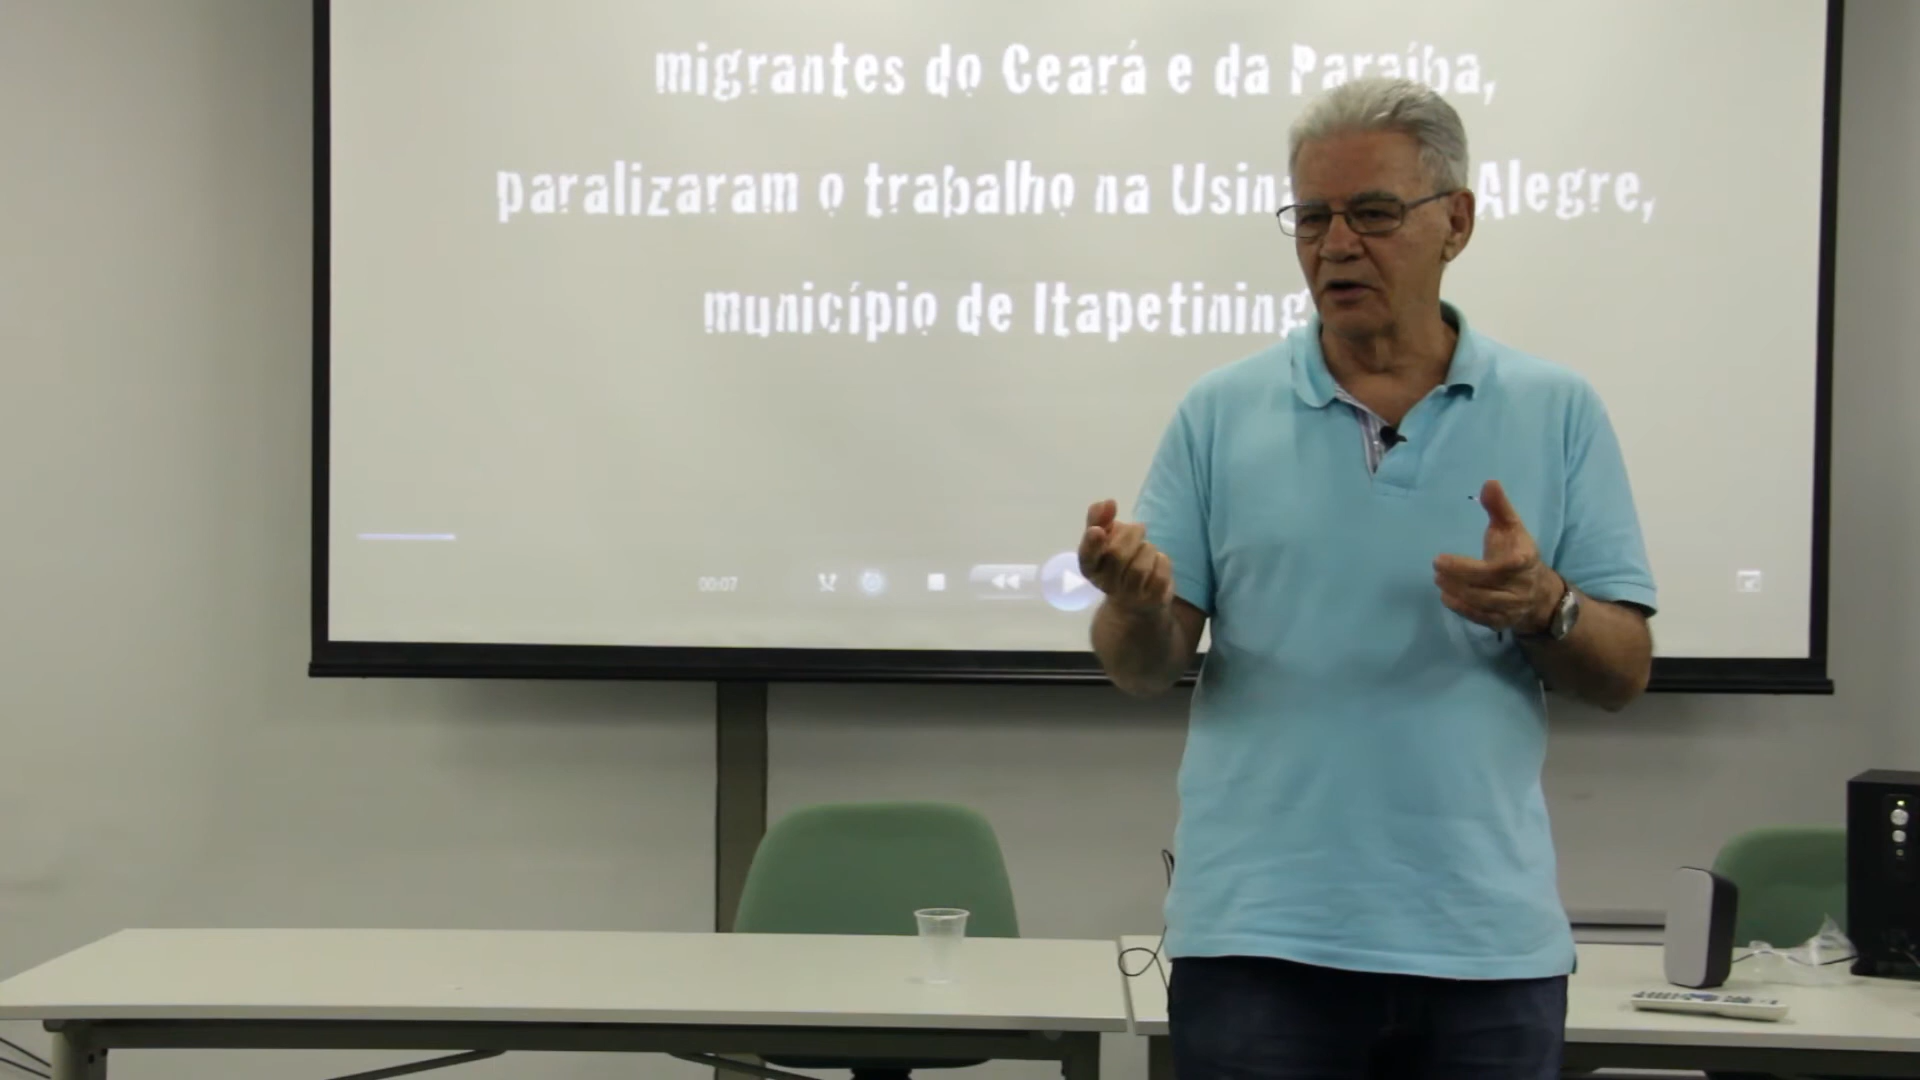 migrantes do Ceará e da Paraíba,
paralizaram o trabalho na Usina Alegre,
município de Itapetining
00:07